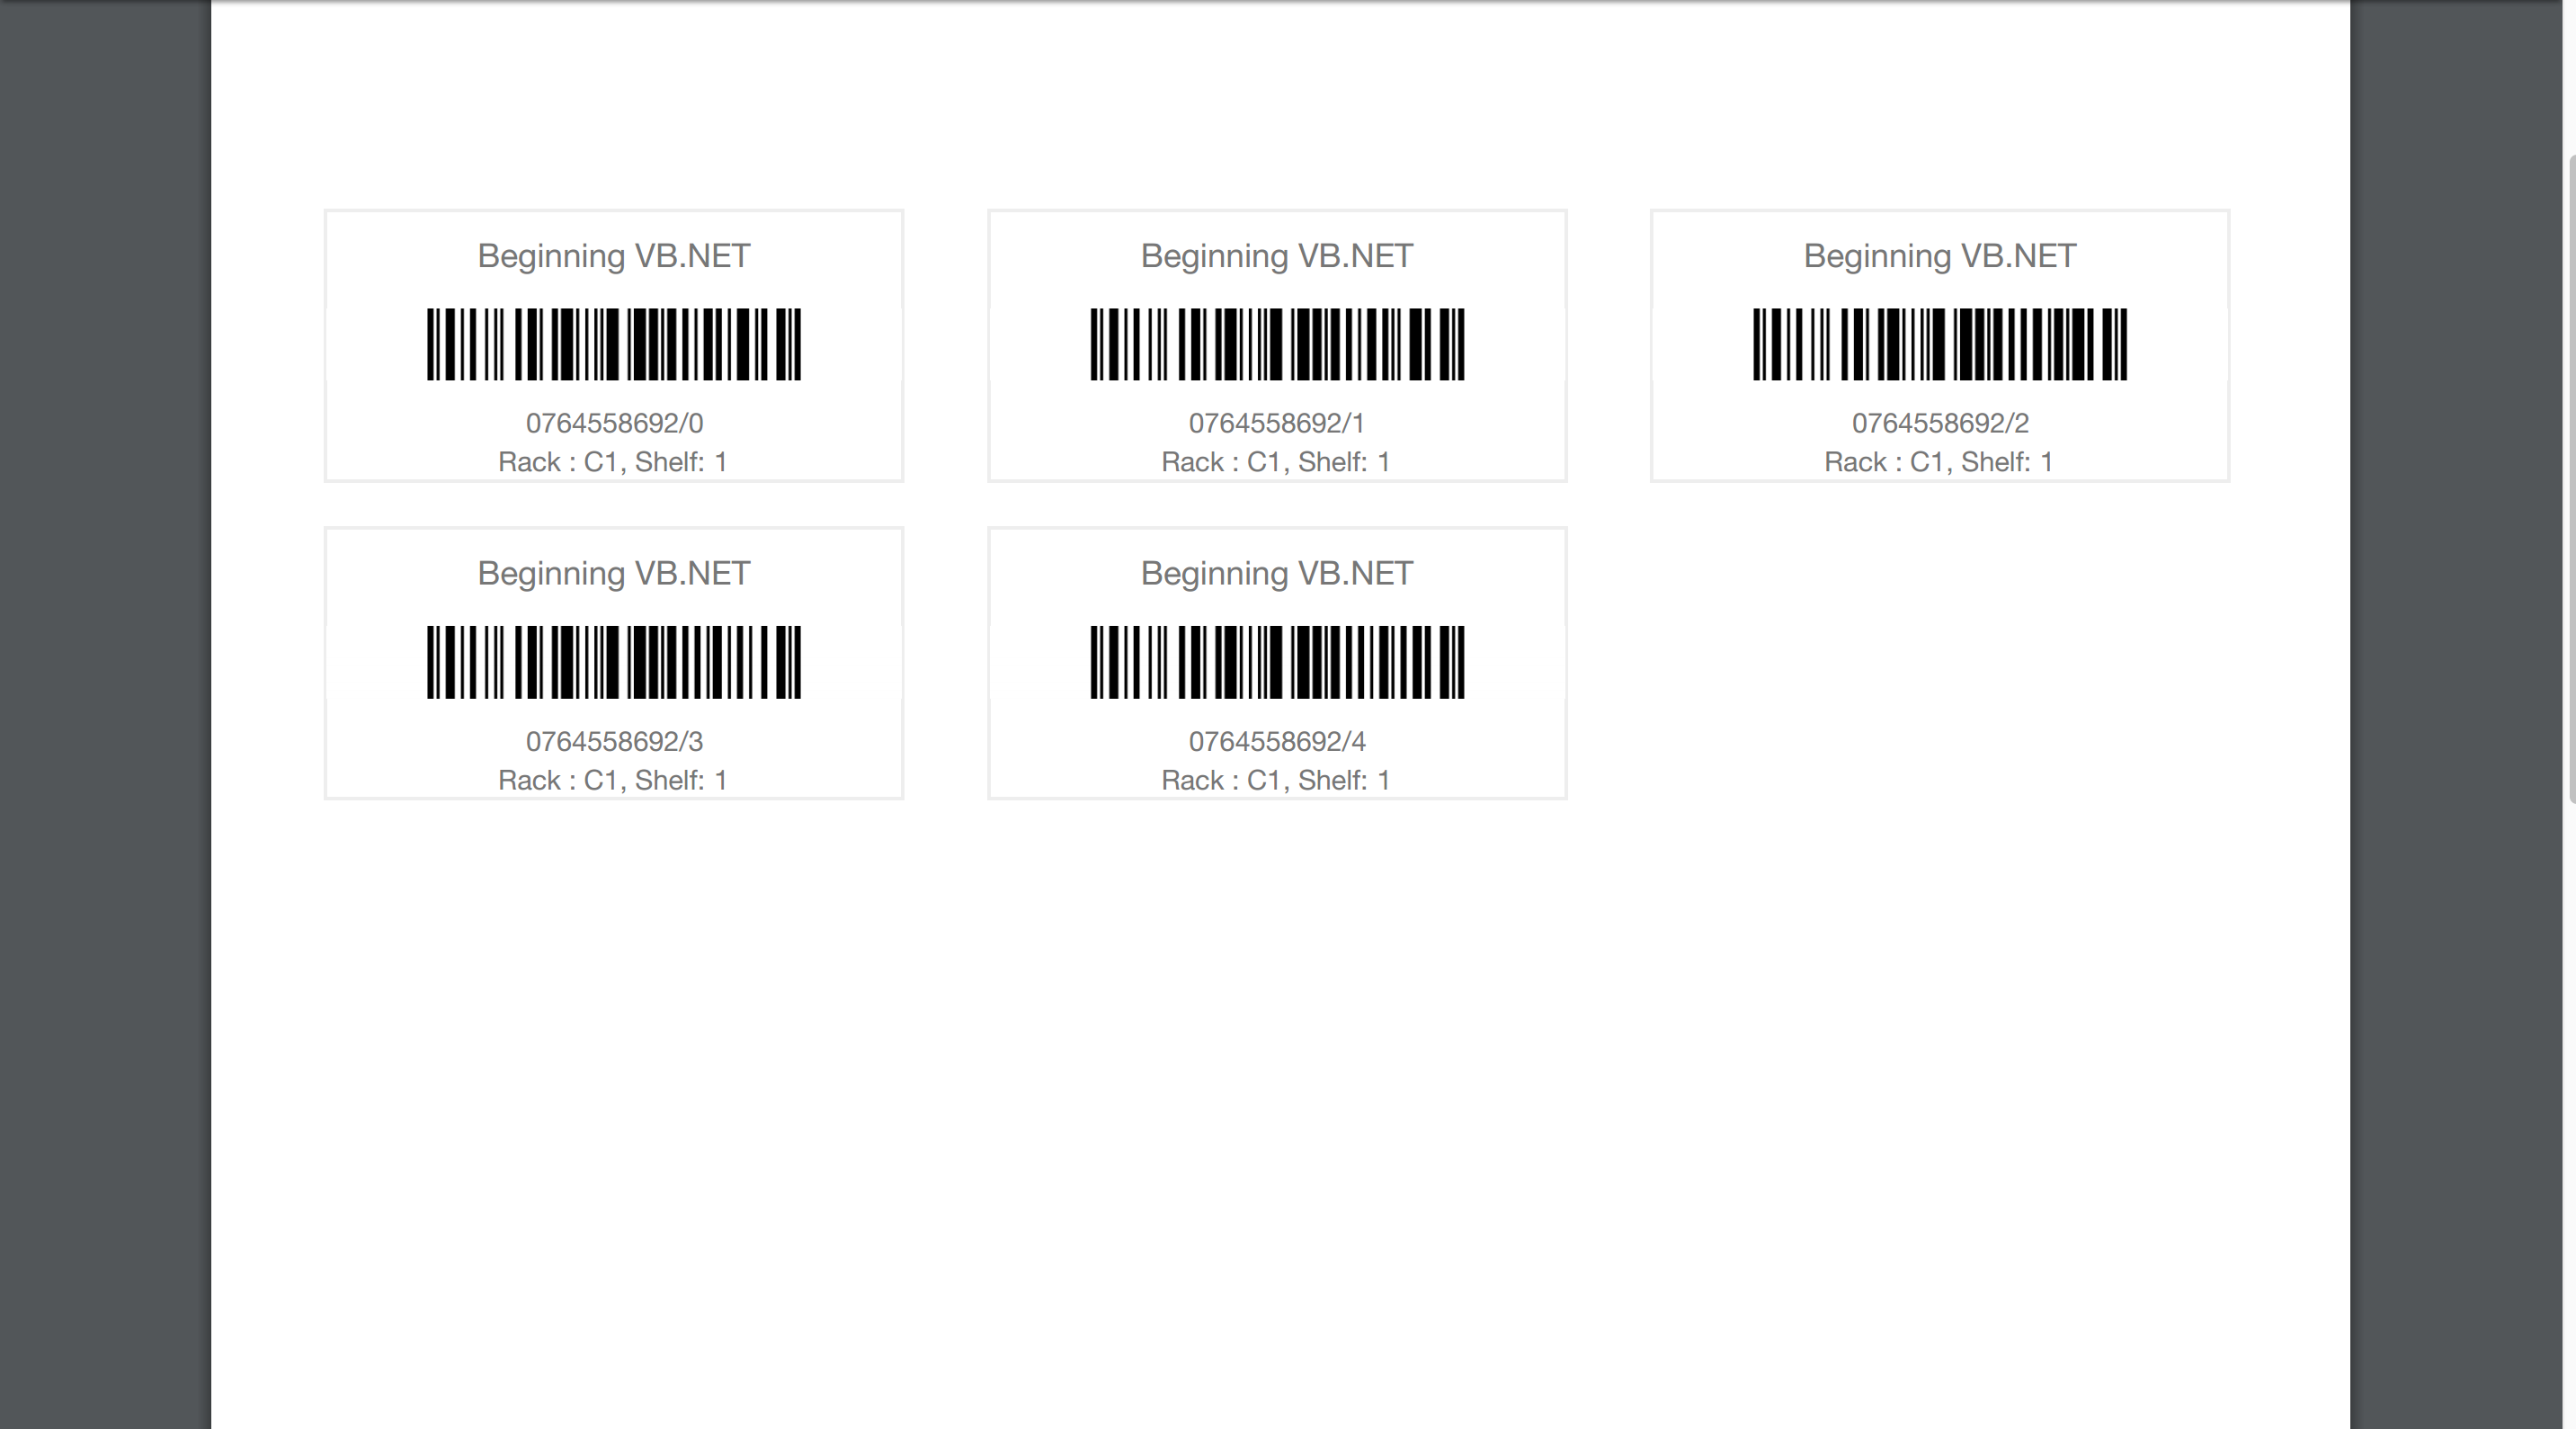 Beginning VB.NET
0764558692/0
Rack : C1, Shelf: 1
Beginning VB.NET
0764558692/1
Rack : C1, Shelf: 1
Beginning VB.NET
0764558692/2
Rack : C1, Shelf: 1
Beginning VB.NET
0764558692/3
Rack : C1, Shelf: 1
Beginning VB.NET
0764558692/4
Rack : C1, Shelf: 1